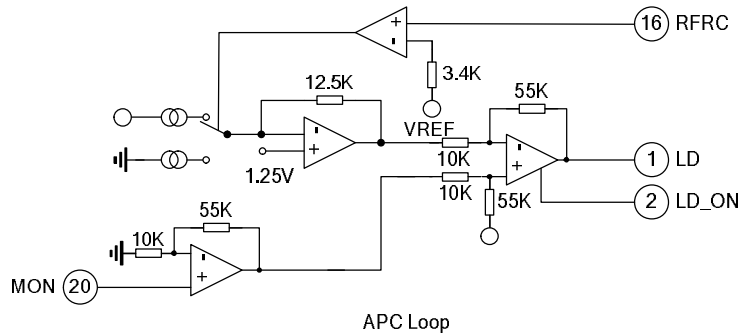 +
-
16 RFRC
3.4K
12.5K
55K
-
+
1.25V
VREF
10K
10K
-
+
55K
1 LD
2 LD_ON
55K
10K
-
+
MON 20
APC Loop